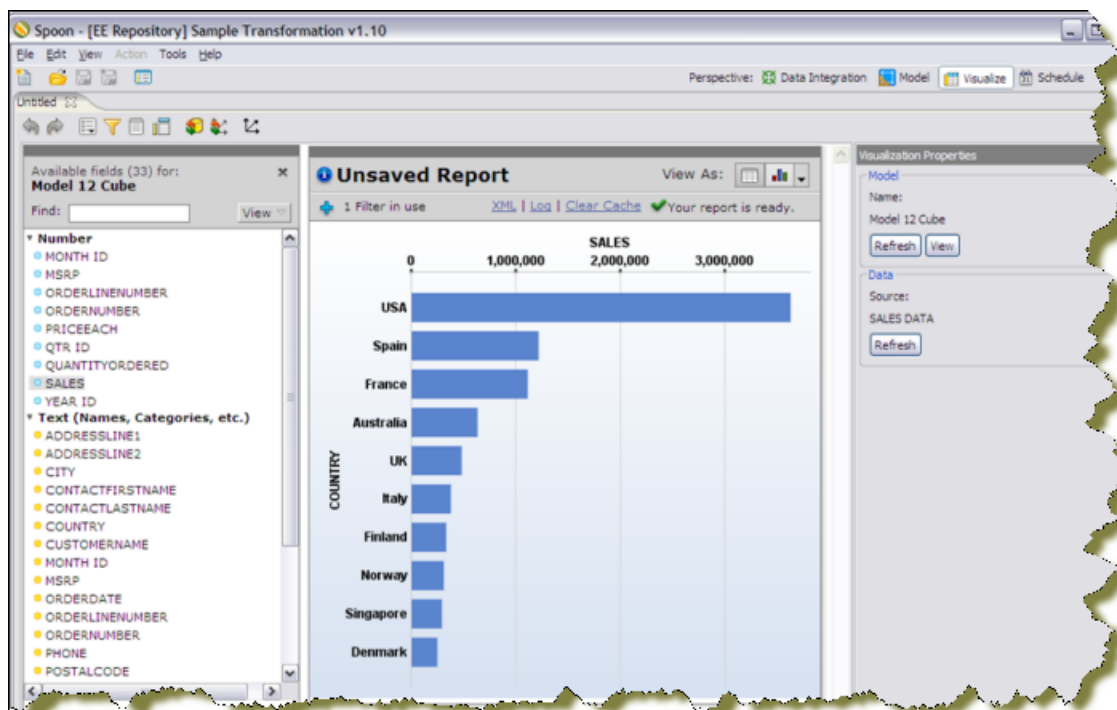 Spoon - [EE Repository] Sample Transformation v1.10
File Edit View Action Tools Help
Perspective: Data Integration Model Visualize Schedule
Untitled
Available fields (33) for:
Model 12 Cube
Find: View
Number
MONTH ID
MSRP
ORDERLINENUMBER
ORDERNUMBER
PRICEEACH
QTR ID
QUANTITYORDERED
SALES
YEAR ID
Text (Names, Categories, etc.)
ADDRESSLINE1
ADDRESSLINE2
CITY
CONTACTFIRSTNAME
CONTACTLASTNAME
COUNTRY
CUSTOMERNAME
MONTH ID
MSRP
ORDERDATE
ORDERLINENUMBER
ORDERNUMBER
PHONE
POSTALCODE
Unsaved Report View As:
1 Filter in use XML | Log | Clear Cache Your report is ready.
SALES
0 1,000,000 2,000,000 3,000,000
COUNTRY
USA
Spain
France
Australia
UK
Italy
Finland
Norway
Singapore
Denmark
Visualization Properties
Model
Name:
Model 12 Cube
Refresh View
Data
Source:
SALES DATA
Refresh